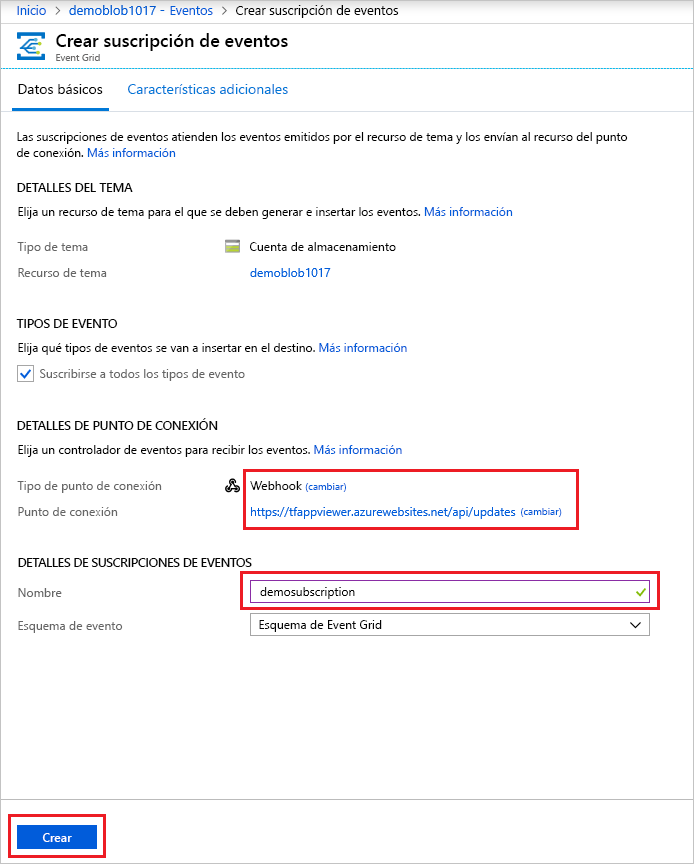 Inicio > demoblob1017 - Eventos > Crear suscripción de eventos
Crear suscripción de eventos
Event Grid
Datos básicos Características adicionales
Las suscripciones de eventos atienden los eventos emitidos por el recurso de tema y los envían al recurso del punto
de conexión. Más información
DETALLES DEL TEMA
Elija un recurso de tema para el que se deben generar e insertar los eventos. Más información
Tipo de tema Cuenta de almacenamiento
Recurso de tema demoblob1017
TIPOS DE EVENTO
Elija qué tipos de eventos se van a insertar en el destino. Más información
Suscribirse a todos los tipos de evento
DETALLES DE PUNTO DE CONEXIÓN
Elija un controlador de eventos para recibir los eventos. Más información
Tipo de punto de conexión Webhook (cambiar)
Punto de conexión https://tfappviewer.azurewebsites.net/api/updates (cambiar)
DETALLES DE SUSCRIPCIONES DE EVENTOS
Nombre demosubscription
Esquema de evento Esquema de Event Grid
Crear